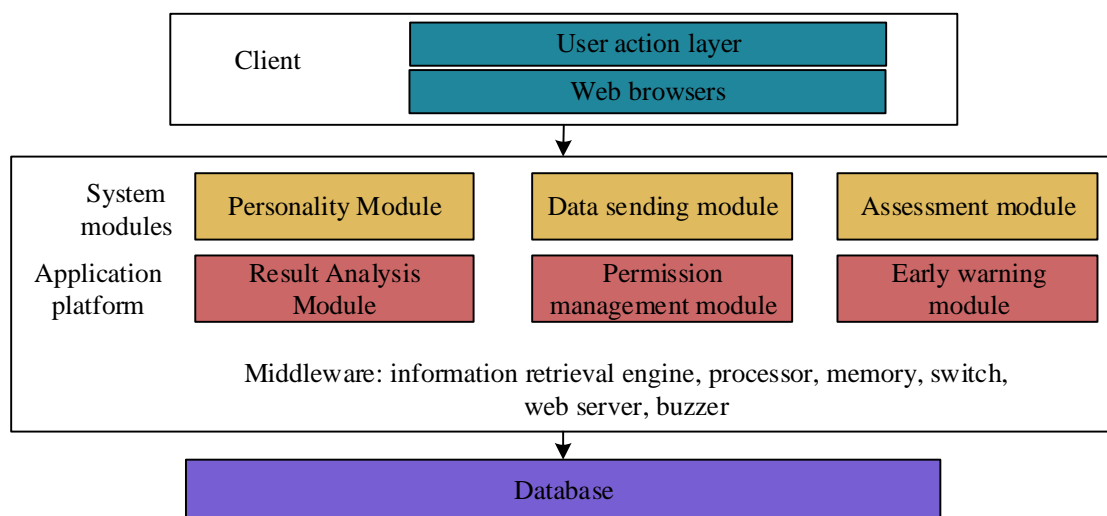 Client
User action layer
Web browsers
System
modules
Personality Module
Data sending module
Assessment module
Application
platform
Result Analysis
Module
Permission
management module
Early warning
module
Middleware: information retrieval engine, processor, memory, switch,
web server, buzzer
Database